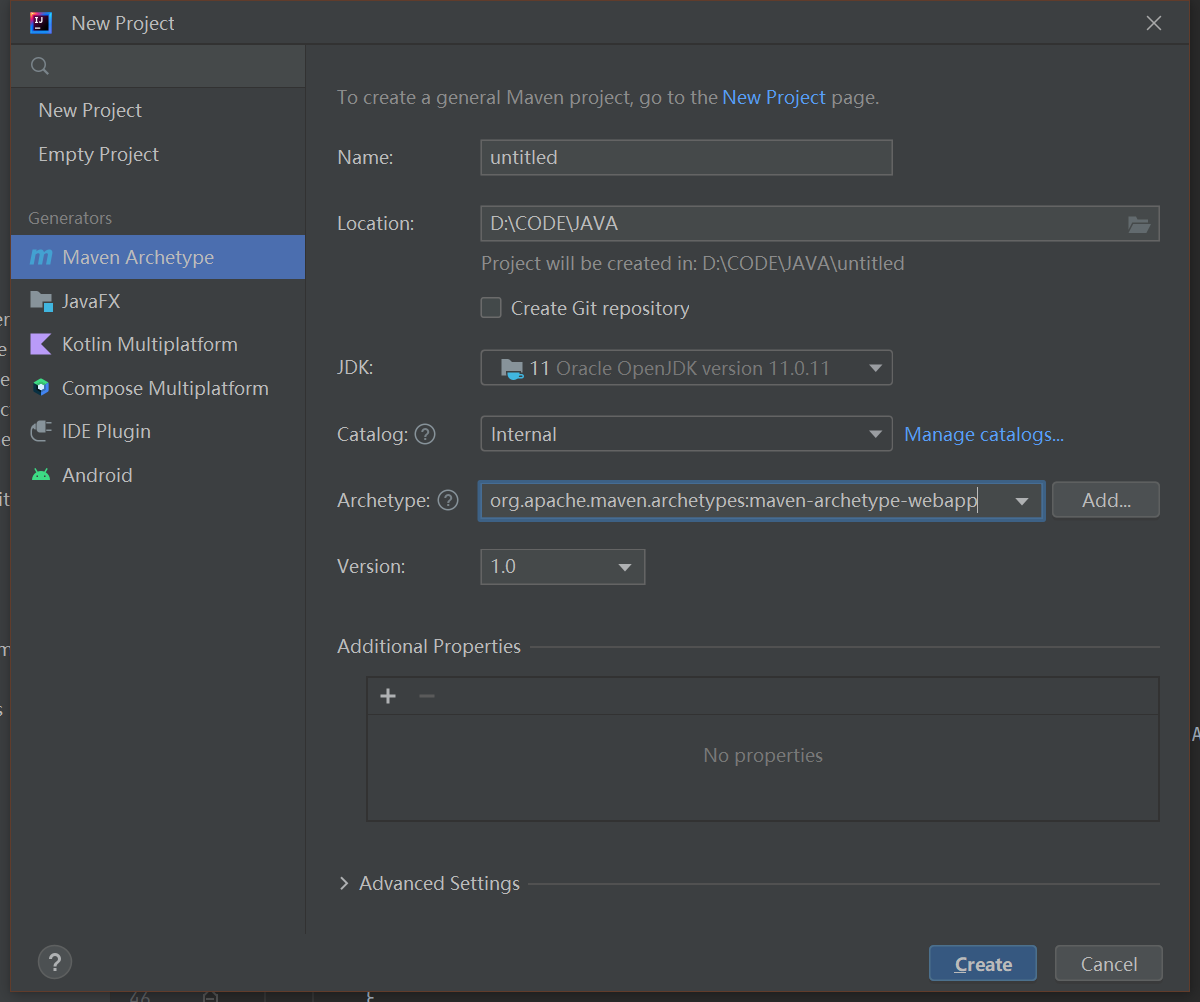 New Project
New Project
Empty Project
Generators
Maven Archetype
JavaFX
Kotlin Multiplatform
Compose Multiplatform
IDE Plugin
Android
To create a general Maven project, go to the New Project page.
Name: untitled
Location: D:\CODE\JAVA
Project will be created in: D:\CODE\JAVA\untitled
Create Git repository
JDK: 11 Oracle OpenJDK version 11.0.11
Catalog: ? Internal Manage catalogs...
Archetype: ? org.apache.maven.archetypes:maven-archetype-webapp Add...
Version: 1.0
Additional Properties
No properties
Advanced Settings
? Create Cancel